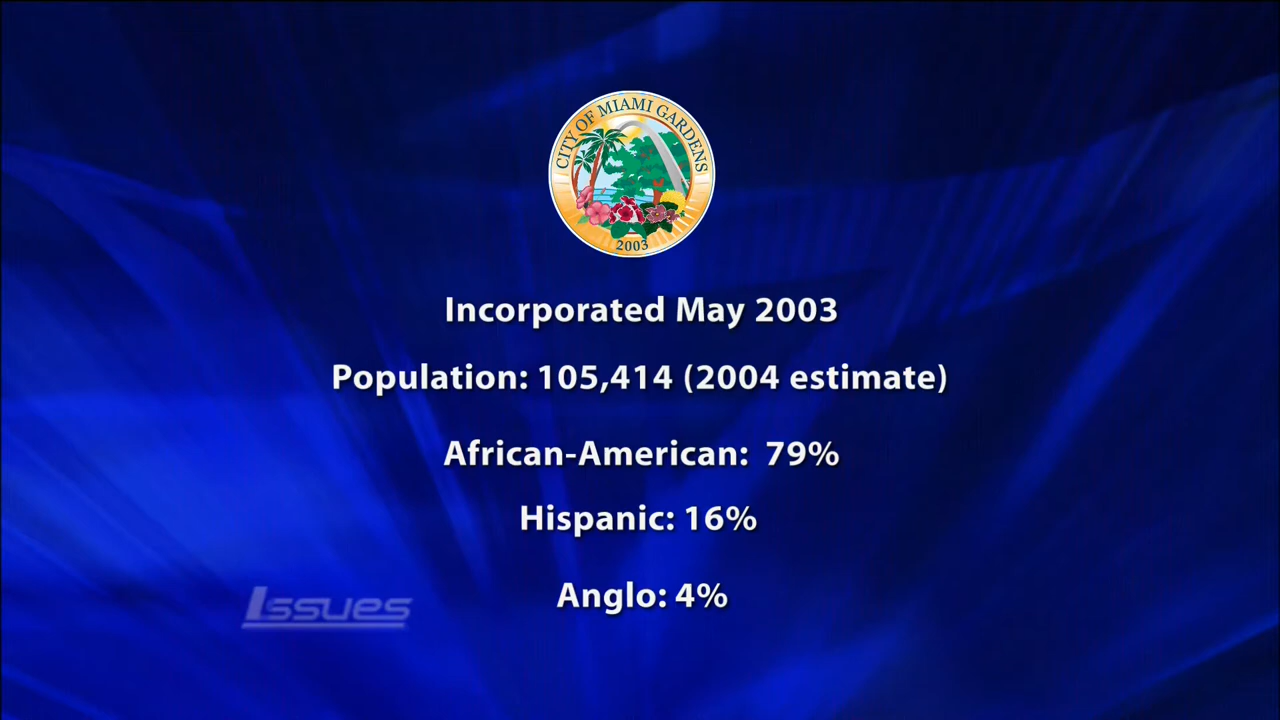 CITY OF MIAMI GARDENS
2003
Incorporated May 2003
Population: 105,414 (2004 estimate)
African-American: 79%
Hispanic: 16%
Anglo: 4%
Issues